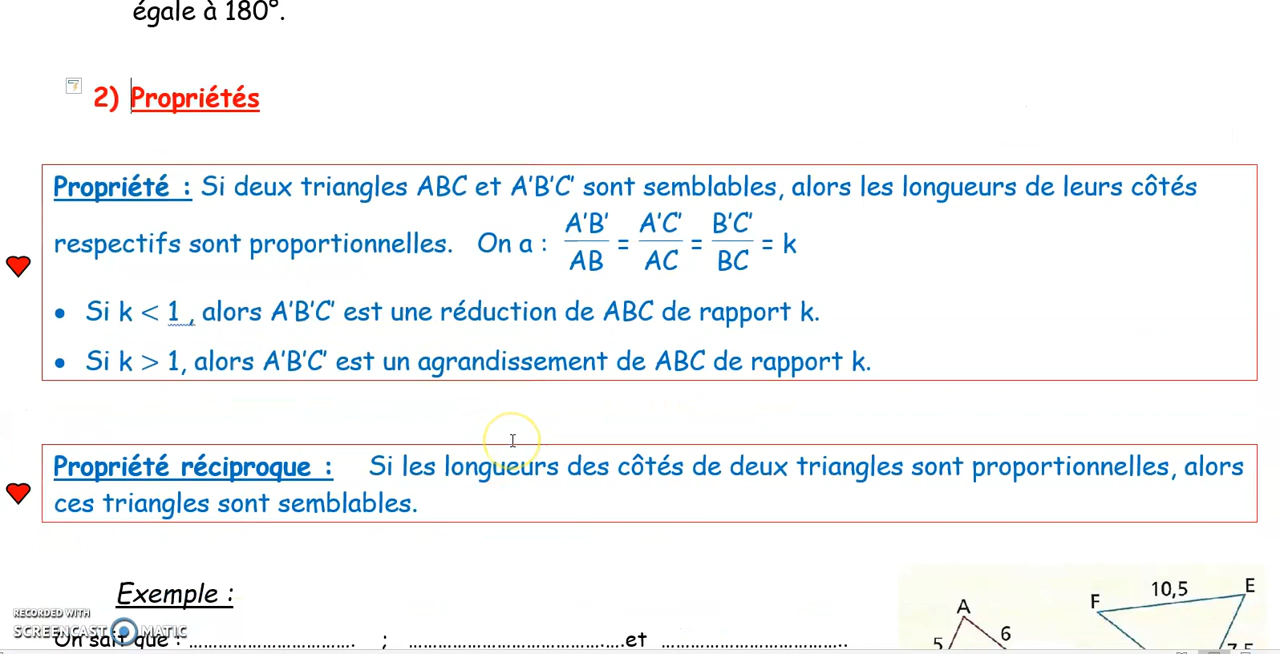 égale à 180°.
2) Propriétés
Propriété : Si deux triangles ABC et A'B'C' sont semblables, alors les longueurs de leurs côtés
respectifs sont proportionnelles. On a : A'B'/AB = A'C'/AC = B'C'/BC = k
• Si k < 1 , alors A'B'C' est une réduction de ABC de rapport k.
• Si k > 1, alors A'B'C' est un agrandissement de ABC de rapport k.
Propriété réciproque : Si les longueurs des côtés de deux triangles sont proportionnelles, alors
ces triangles sont semblables.
Exemple :
RECORDED WITH
SCREENCAST MATIC
On sait que : ................................. ; .......................................et .....................................
A
5
6
F
10,5
E
7,5